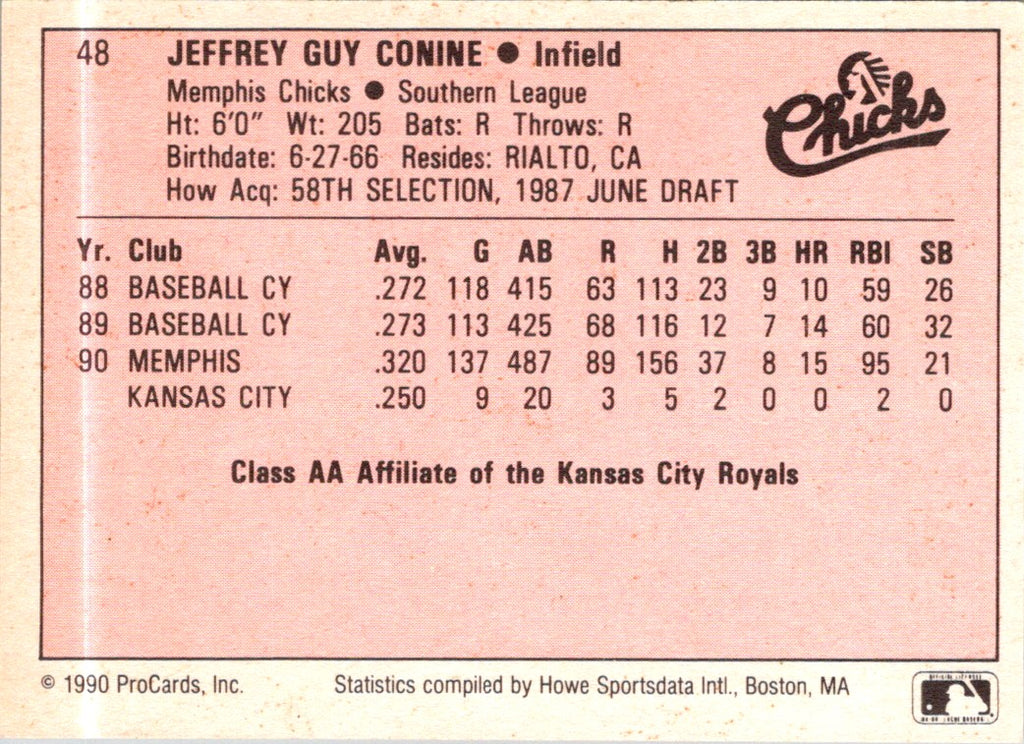 48 JEFFREY GUY CONINE ● Infield
Memphis Chicks ● Southern League
Ht: 6'0" Wt: 205 Bats: R Throws: R
Birthdate: 6-27-66 Resides: RIALTO, CA
How Acq: 58TH SELECTION, 1987 JUNE DRAFT
Chicks
Yr. Club Avg. G AB R H 2B 3B HR RBI SB
88 BASEBALL CY .272 118 415 63 113 23 9 10 59 26
89 BASEBALL CY .273 113 425 68 116 12 7 14 60 32
90 MEMPHIS .320 137 487 89 156 37 8 15 95 21
KANSAS CITY .250 9 20 3 5 2 0 0 2 0
Class AA Affiliate of the Kansas City Royals
© 1990 ProCards, Inc. Statistics compiled by Howe Sportsdata Intl., Boston, MA